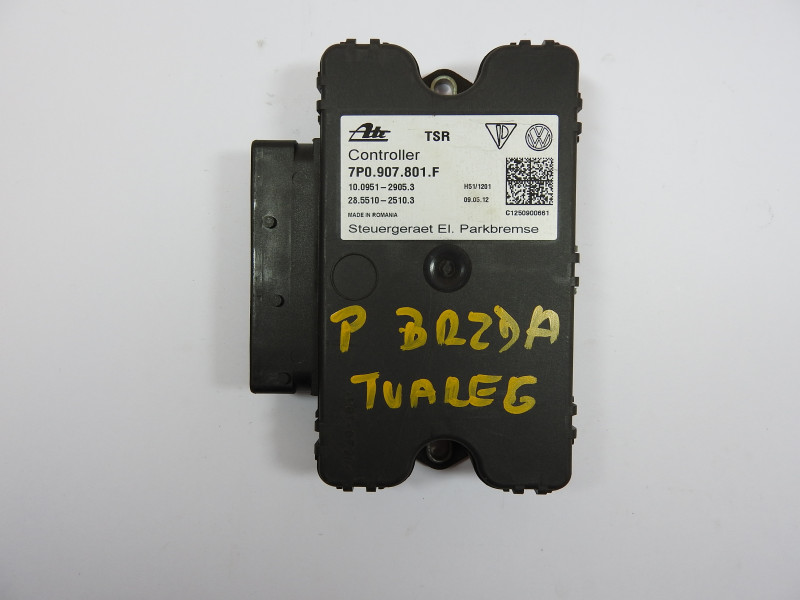 Ate TSR
Controller
7P0.907.801.F
10.0951-2905.3 H51/1201
28.5510-2510.3 09.05.12
MADE IN ROMANIA C1250900661
Steuergeraet El. Parkbremse
P BRZDA
TUAREG